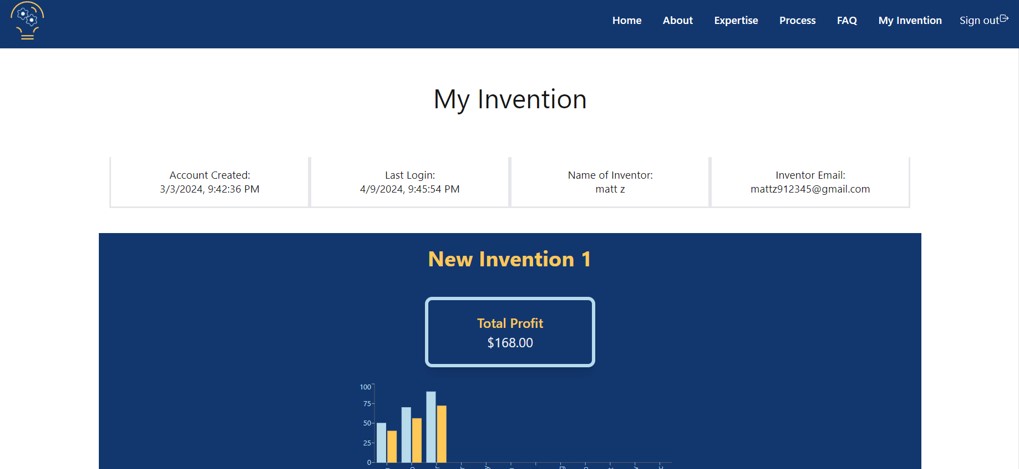 Home About Expertise Process FAQ My Invention Sign out
My Invention
Account Created:
3/3/2024, 9:42:36 PM
Last Login:
4/9/2024, 9:45:54 PM
Name of Inventor:
matt z
Inventor Email:
mattz912345@gmail.com
New Invention 1
Total Profit
$168.00
100
75
50
25
0